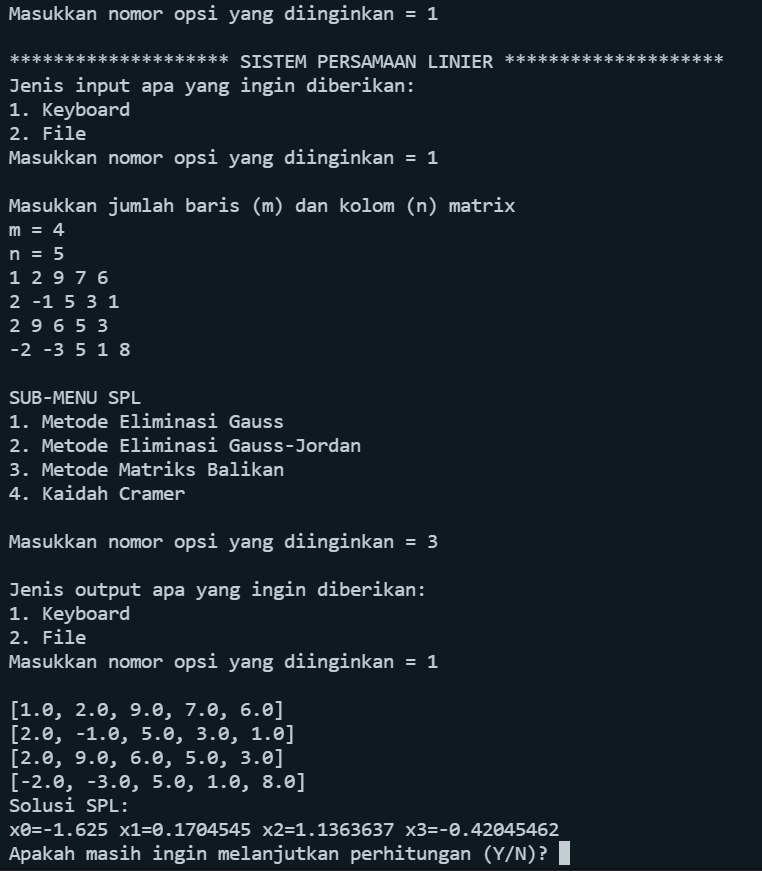 Masukkan nomor opsi yang diinginkan = 1
******************** SISTEM PERSAMAAN LINIER ********************
Jenis input apa yang ingin diberikan:
1. Keyboard
2. File
Masukkan nomor opsi yang diinginkan = 1
Masukkan jumlah baris (m) dan kolom (n) matrix
m = 4
n = 5
1 2 9 7 6
2 -1 5 3 1
2 9 6 5 3
-2 -3 5 1 8
SUB-MENU SPL
1. Metode Eliminasi Gauss
2. Metode Eliminasi Gauss-Jordan
3. Metode Matriks Balikan
4. Kaidah Cramer
Masukkan nomor opsi yang diinginkan = 3
Jenis output apa yang ingin diberikan:
1. Keyboard
2. File
Masukkan nomor opsi yang diinginkan = 1
[1.0, 2.0, 9.0, 7.0, 6.0]
[2.0, -1.0, 5.0, 3.0, 1.0]
[2.0, 9.0, 6.0, 5.0, 3.0]
[-2.0, -3.0, 5.0, 1.0, 8.0]
Solusi SPL:
x0=-1.625 x1=0.1704545 x2=1.1363637 x3=-0.42045462
Apakah masih ingin melanjutkan perhitungan (Y/N)?